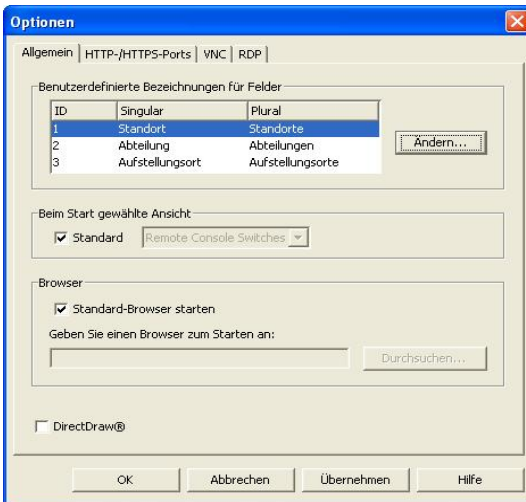 Optionen
Allgemein HTTP-/HTTPS-Ports VNC RDP
Benutzerdefinierte Bezeichnungen für Felder
ID Singular Plural
1 Standort Standorte
2 Abteilung Abteilungen
3 Aufstellungsort Aufstellungsorte
Ändern...
Beim Start gewählte Ansicht
Standard Remote Console Switches
Browser
Standard-Browser starten
Geben Sie einen Browser zum Starten an:
Durchsuchen...
DirectDraw®
OK Abbrechen Übernehmen Hilfe